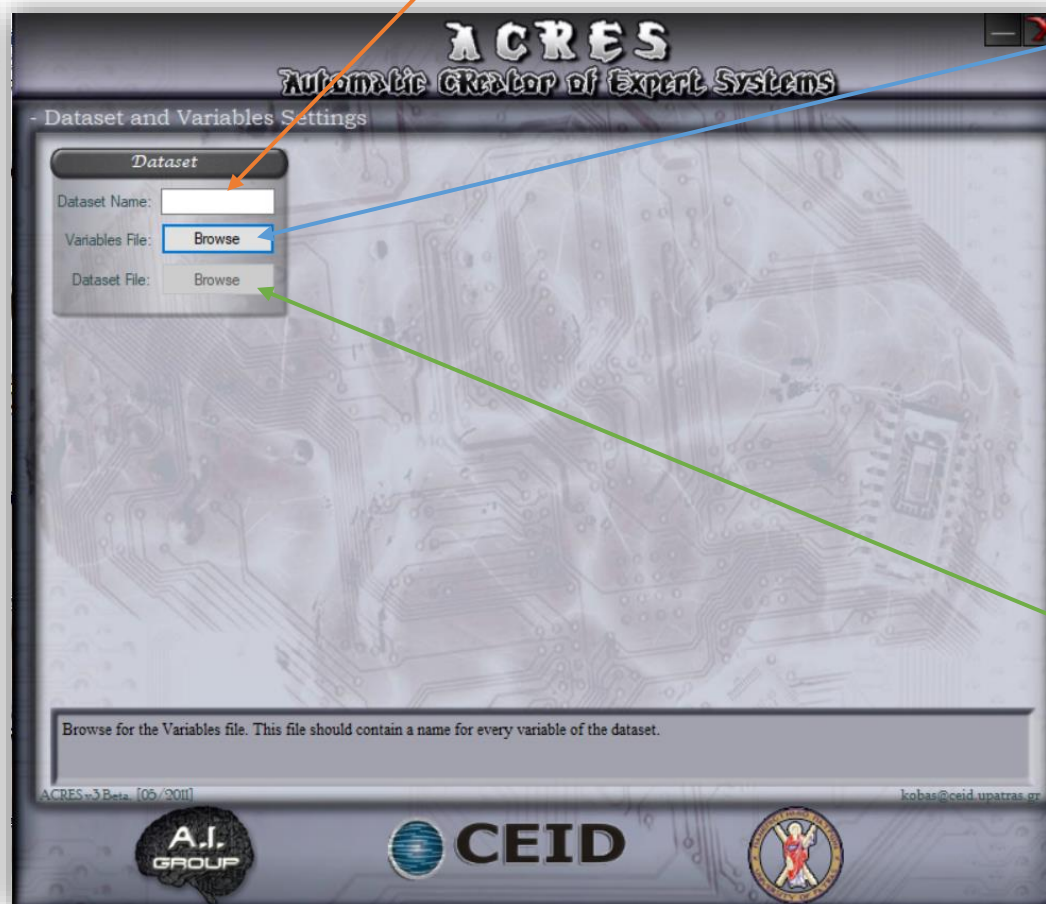 ACRES
Automatic CReator of Expert Systems
- Dataset and Variables Settings
Dataset
Dataset Name:
Variables File: Browse
Dataset File: Browse
Browse for the Variables file. This file should contain a name for every variable of the dataset.
ACRES v3 Beta. [05/2011]
kobas@ceid.upatras.gr
A.I.
GROUP
CEID